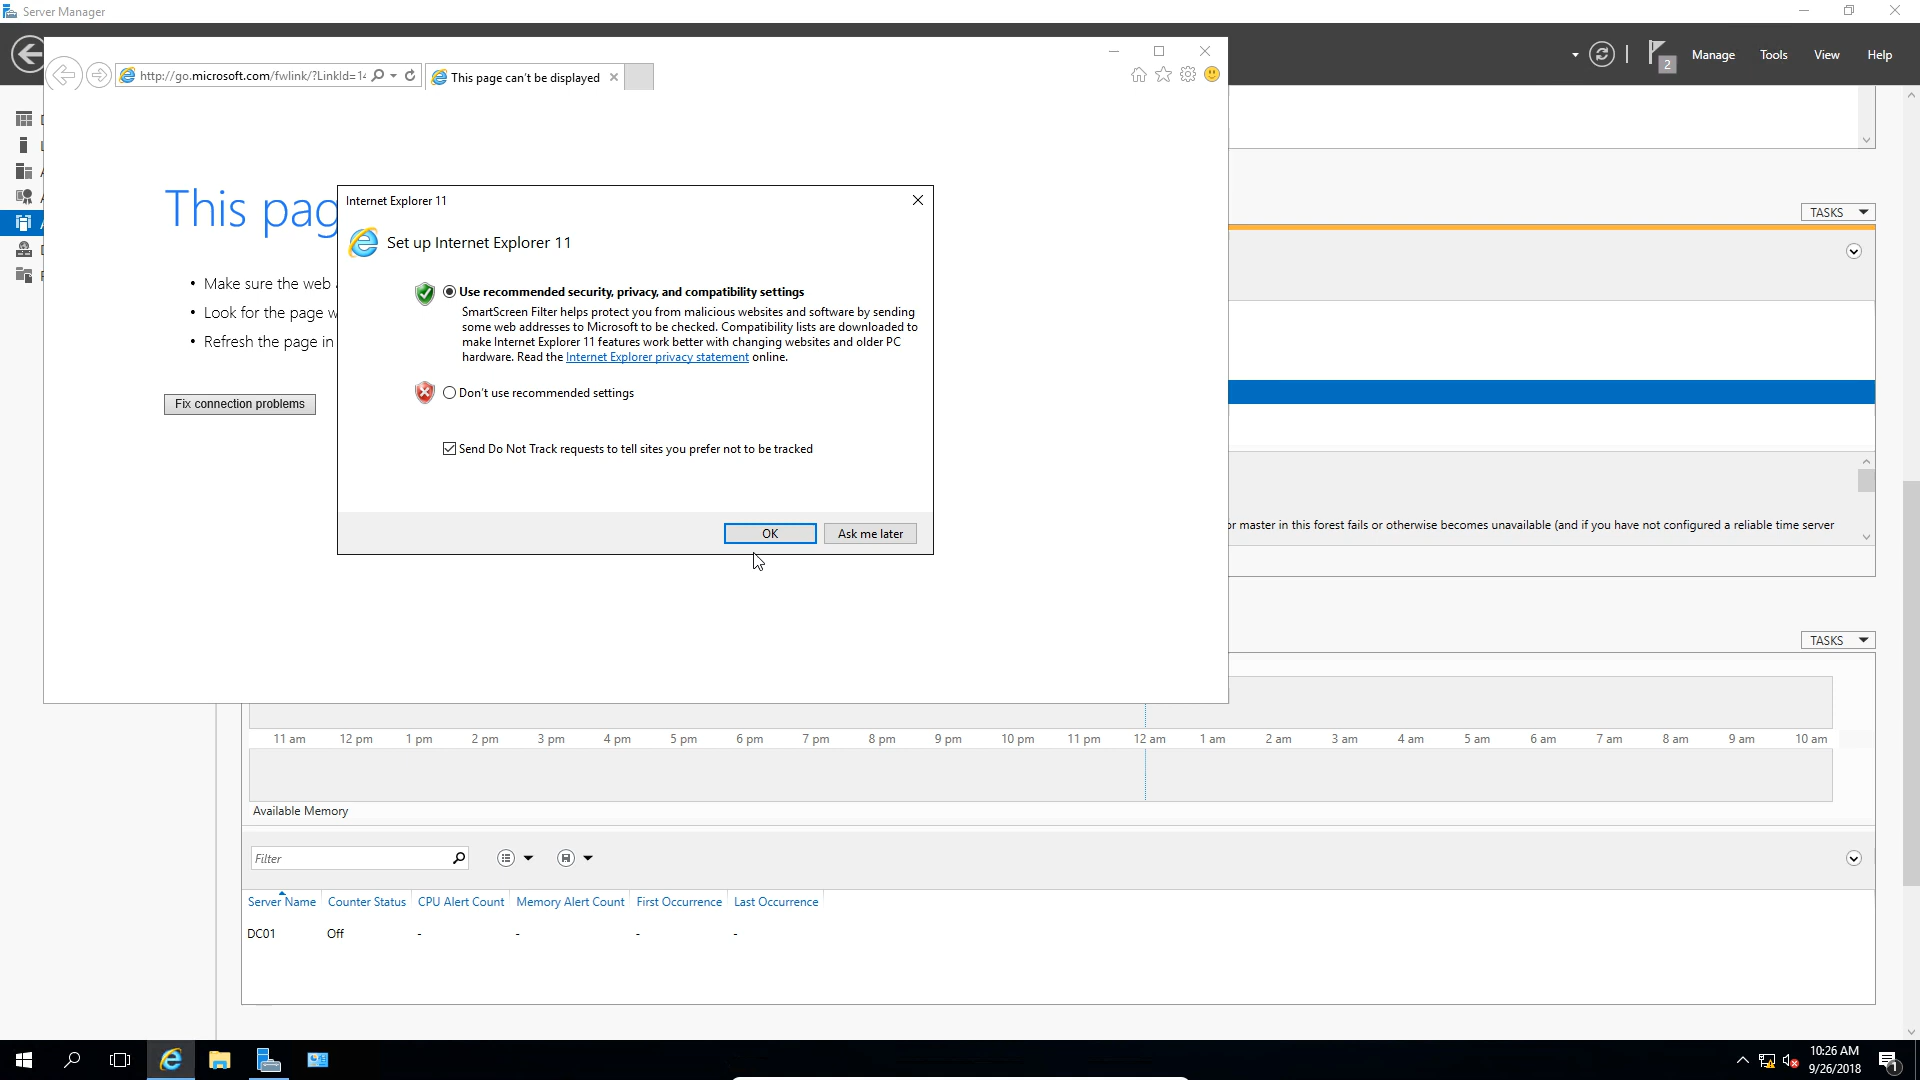 Server Manager
http://go.microsoft.com/fwlink/?LinkId=14
This page can't be displayed
2
Manage
Tools
View
Help
This pag
Make sure the web
Look for the page w
Refresh the page in
Fix connection problems
Internet Explorer 11
Set up Internet Explorer 11
Use recommended security, privacy, and compatibility settings
SmartScreen Filter helps protect you from malicious websites and software by sending
some web addresses to Microsoft to be checked. Compatibility lists are downloaded to
make Internet Explorer 11 features work better with changing websites and older PC
hardware. Read the Internet Explorer privacy statement online.
Don't use recommended settings
Send Do Not Track requests to tell sites you prefer not to be tracked
OK
Ask me later
TASKS
or master in this forest fails or otherwise becomes unavailable (and if you have not configured a reliable time server
TASKS
11 am 12 pm 1 pm 2 pm 3 pm 4 pm 5 pm 6 pm 7 pm 8 pm 9 pm 10 pm 11 pm 12 am 1 am 2 am 3 am 4 am 5 am 6 am 7 am 8 am 9 am 10 am
Available Memory
Filter
Server Name Counter Status CPU Alert Count Memory Alert Count First Occurrence Last Occurrence
DC01 Off - - - -
10:26 AM
9/26/2018
1